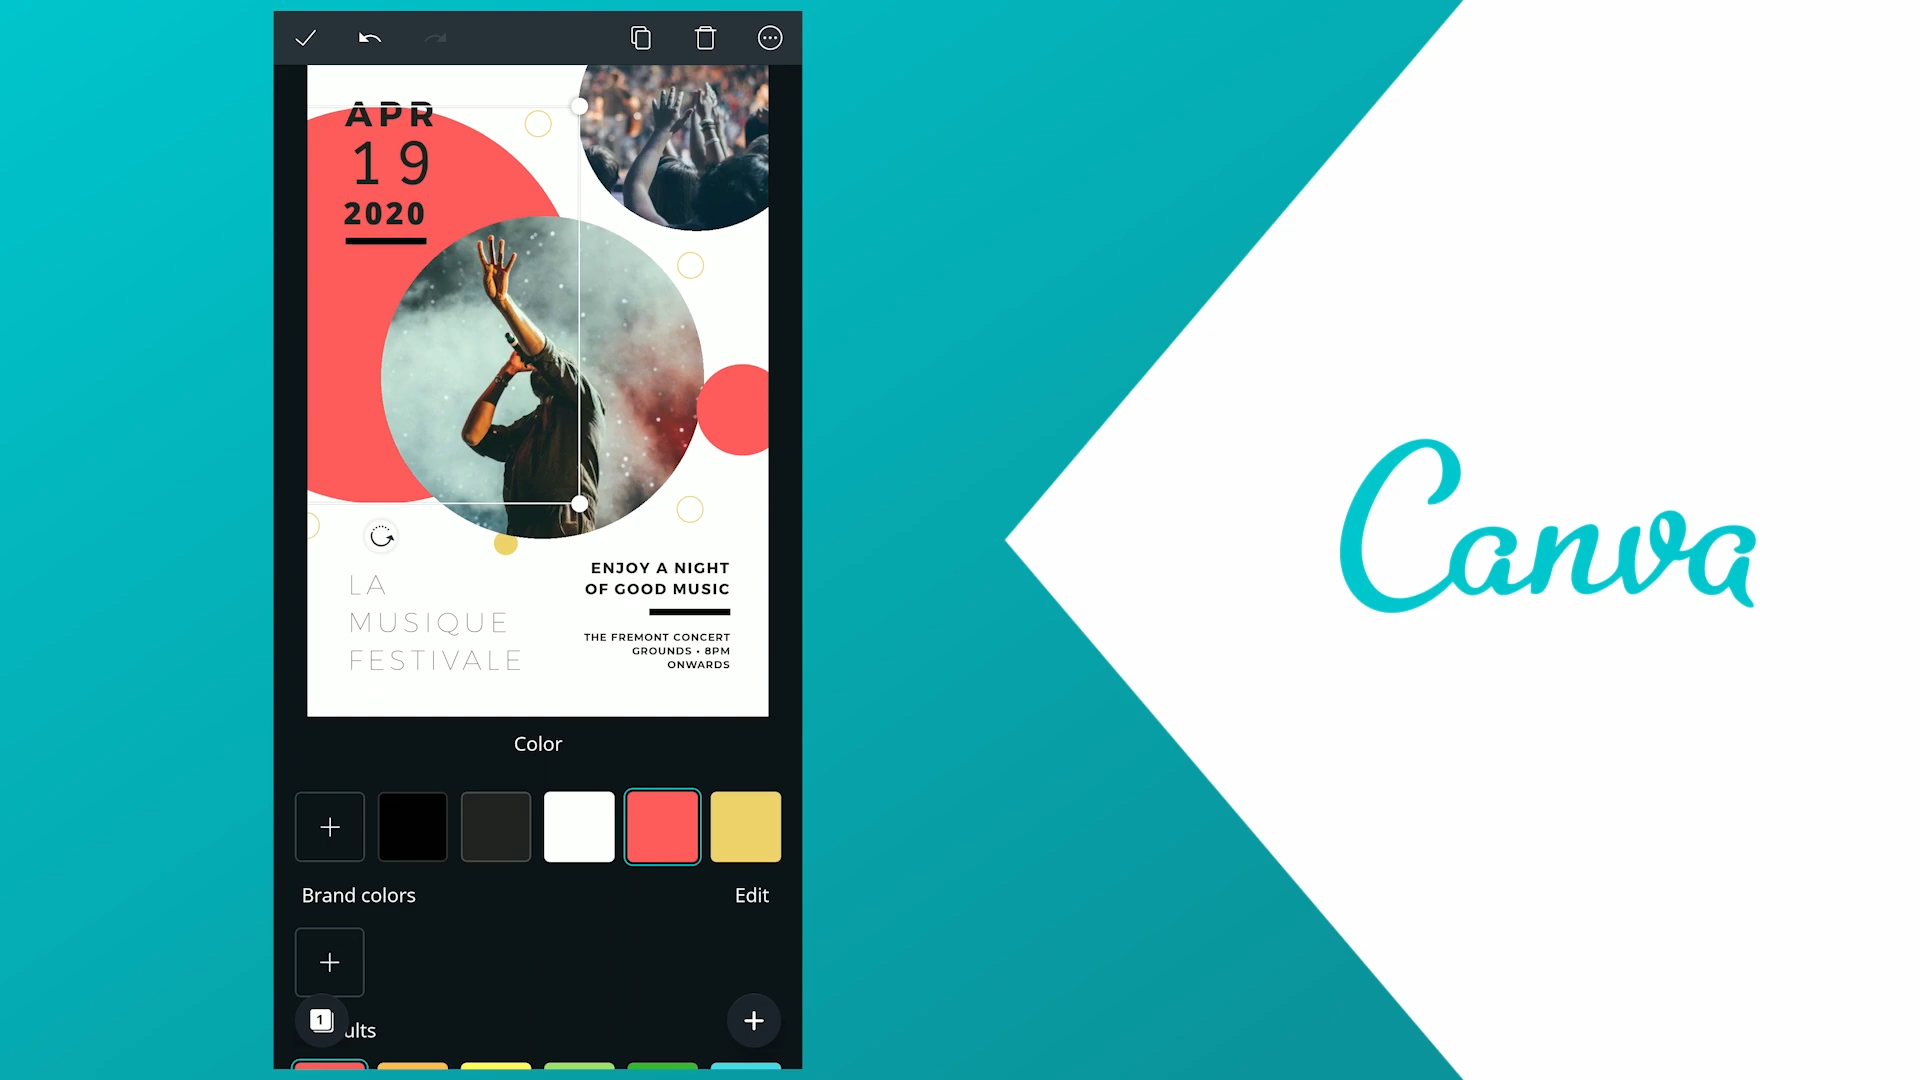 APR
19
2020
LA
MUSIQUE
FESTIVALE
ENJOY A NIGHT
OF GOOD MUSIC
THE FREMONT CONCERT
GROUNDS • 8PM
ONWARDS
Color
Brand colors
Edit
1
ults
Canva